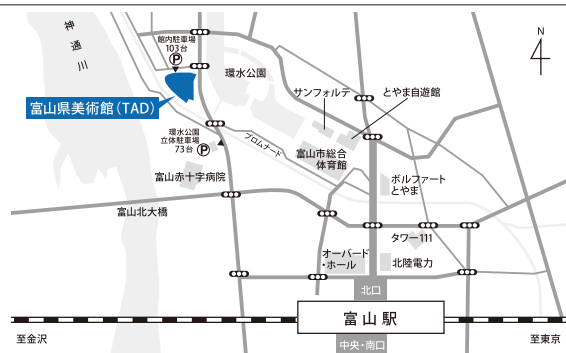 神通川
館内駐車場
103台
P
N
環水公園
サンフォルテ
とやま自遊館
富山県美術館(TAD)
環水公園
立体駐車場
73台
P
プロムナード
富山市総合
体育館
富山赤十字病院
ボルファート
とやま
富山北大橋
タワー111
オーバード
・ホール
北陸電力
北口
富山駅
至金沢
至東京
中央・南口